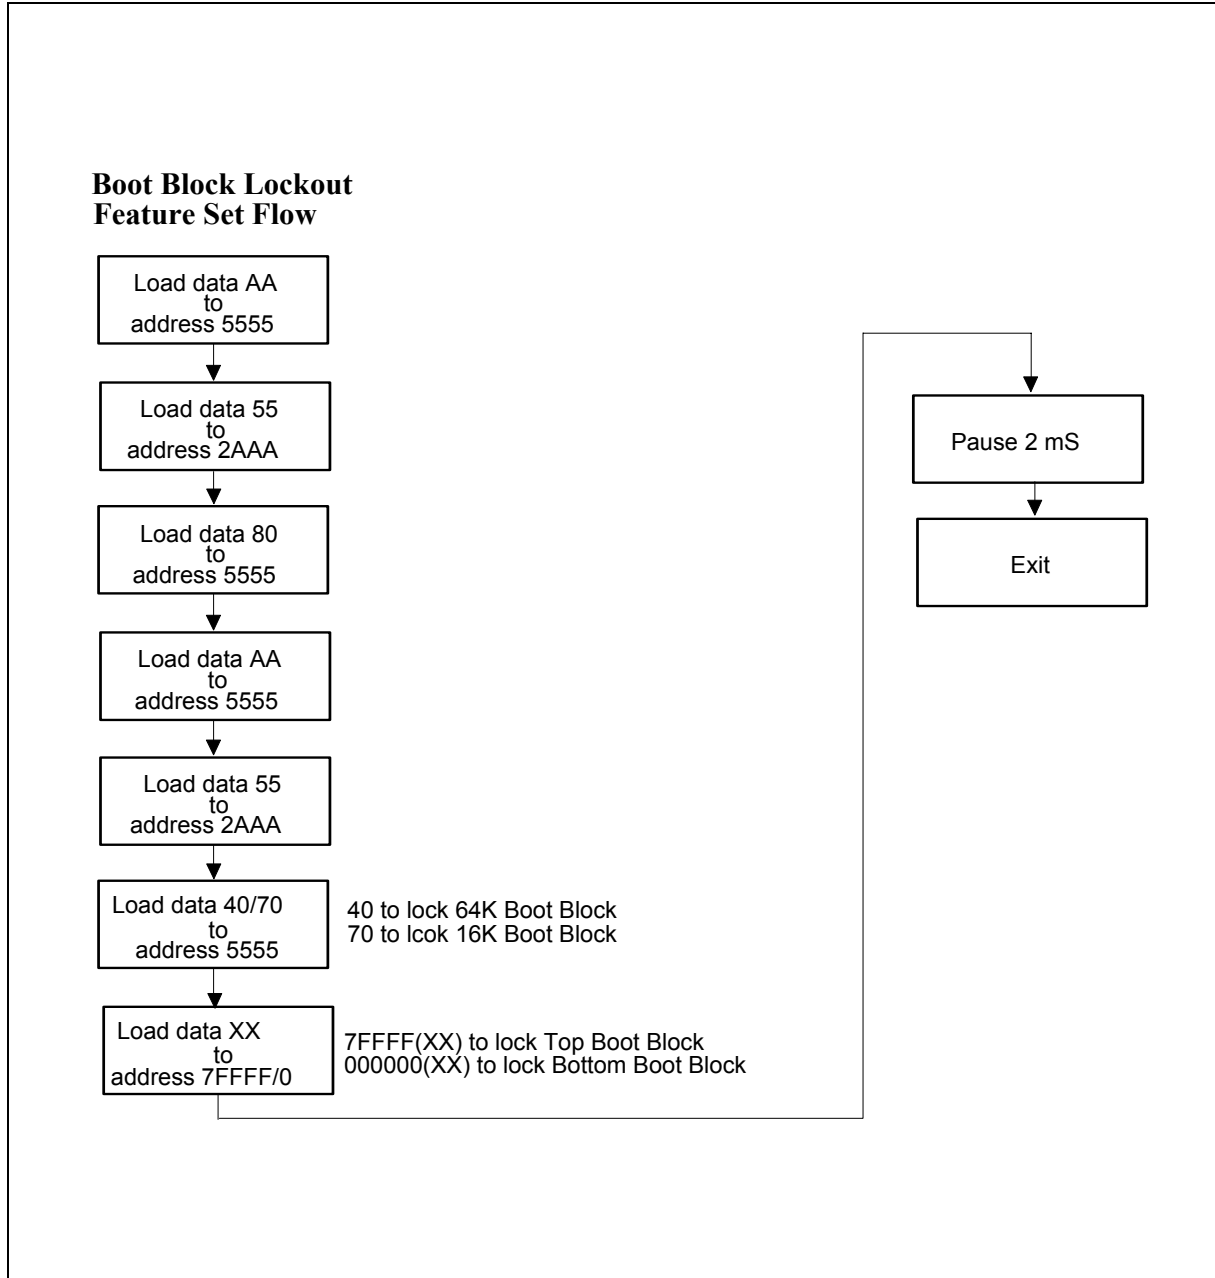 Boot Block Lockout
Feature Set Flow
Load data AA
to
address 5555
Load data 55
to
address 2AAA
Load data 80
to
address 5555
Load data AA
to
address 5555
Load data 55
to
address 2AAA
Load data 40/70
to
address 5555
40 to lock 64K Boot Block
70 to lcok 16K Boot Block
Load data XX
to
address 7FFFF/0
7FFFF(XX) to lock Top Boot Block
000000(XX) to lock Bottom Boot Block
Pause 2 mS
Exit